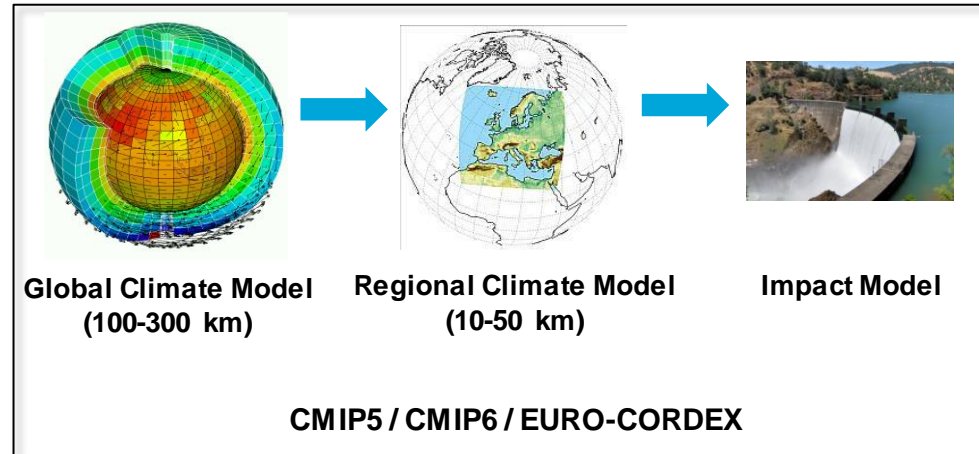 Global Climate Model
(100-300 km)
Regional Climate Model
(10-50 km)
Impact Model
CMIP5 / CMIP6 / EURO-CORDEX